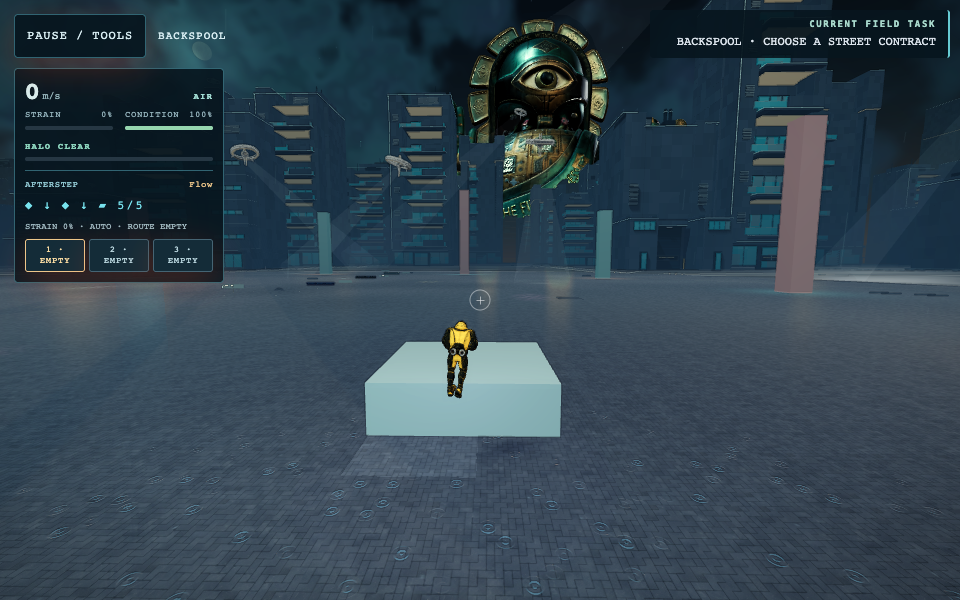 PAUSE / TOOLS
BACKSPOOL
CURRENT FIELD TASK
BACKSPOOL · CHOOSE A STREET CONTRACT
0 m/s
AIR
STRAIN 0%
CONDITION 100%
HALO CLEAR
AFTERSTEP
Flow
5/5
STRAIN 0% · AUTO · ROUTE EMPTY
1 · EMPTY
2 · EMPTY
3 · EMPTY